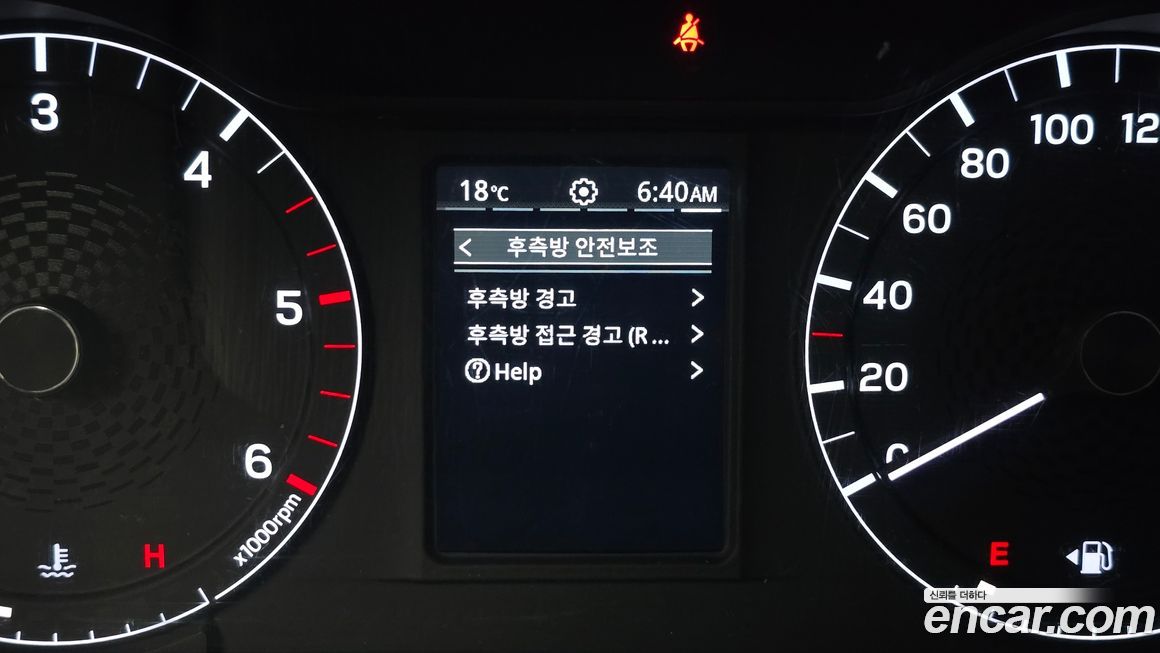 3
4
5
6
x1000rpm
H
18°C
6:40AM
< 후측방 안전보조
후측방 경고 >
후측방 접근 경고 (R ... >
? Help >
100
80
60
40
20
0
E
신뢰를 더하다
encar.com